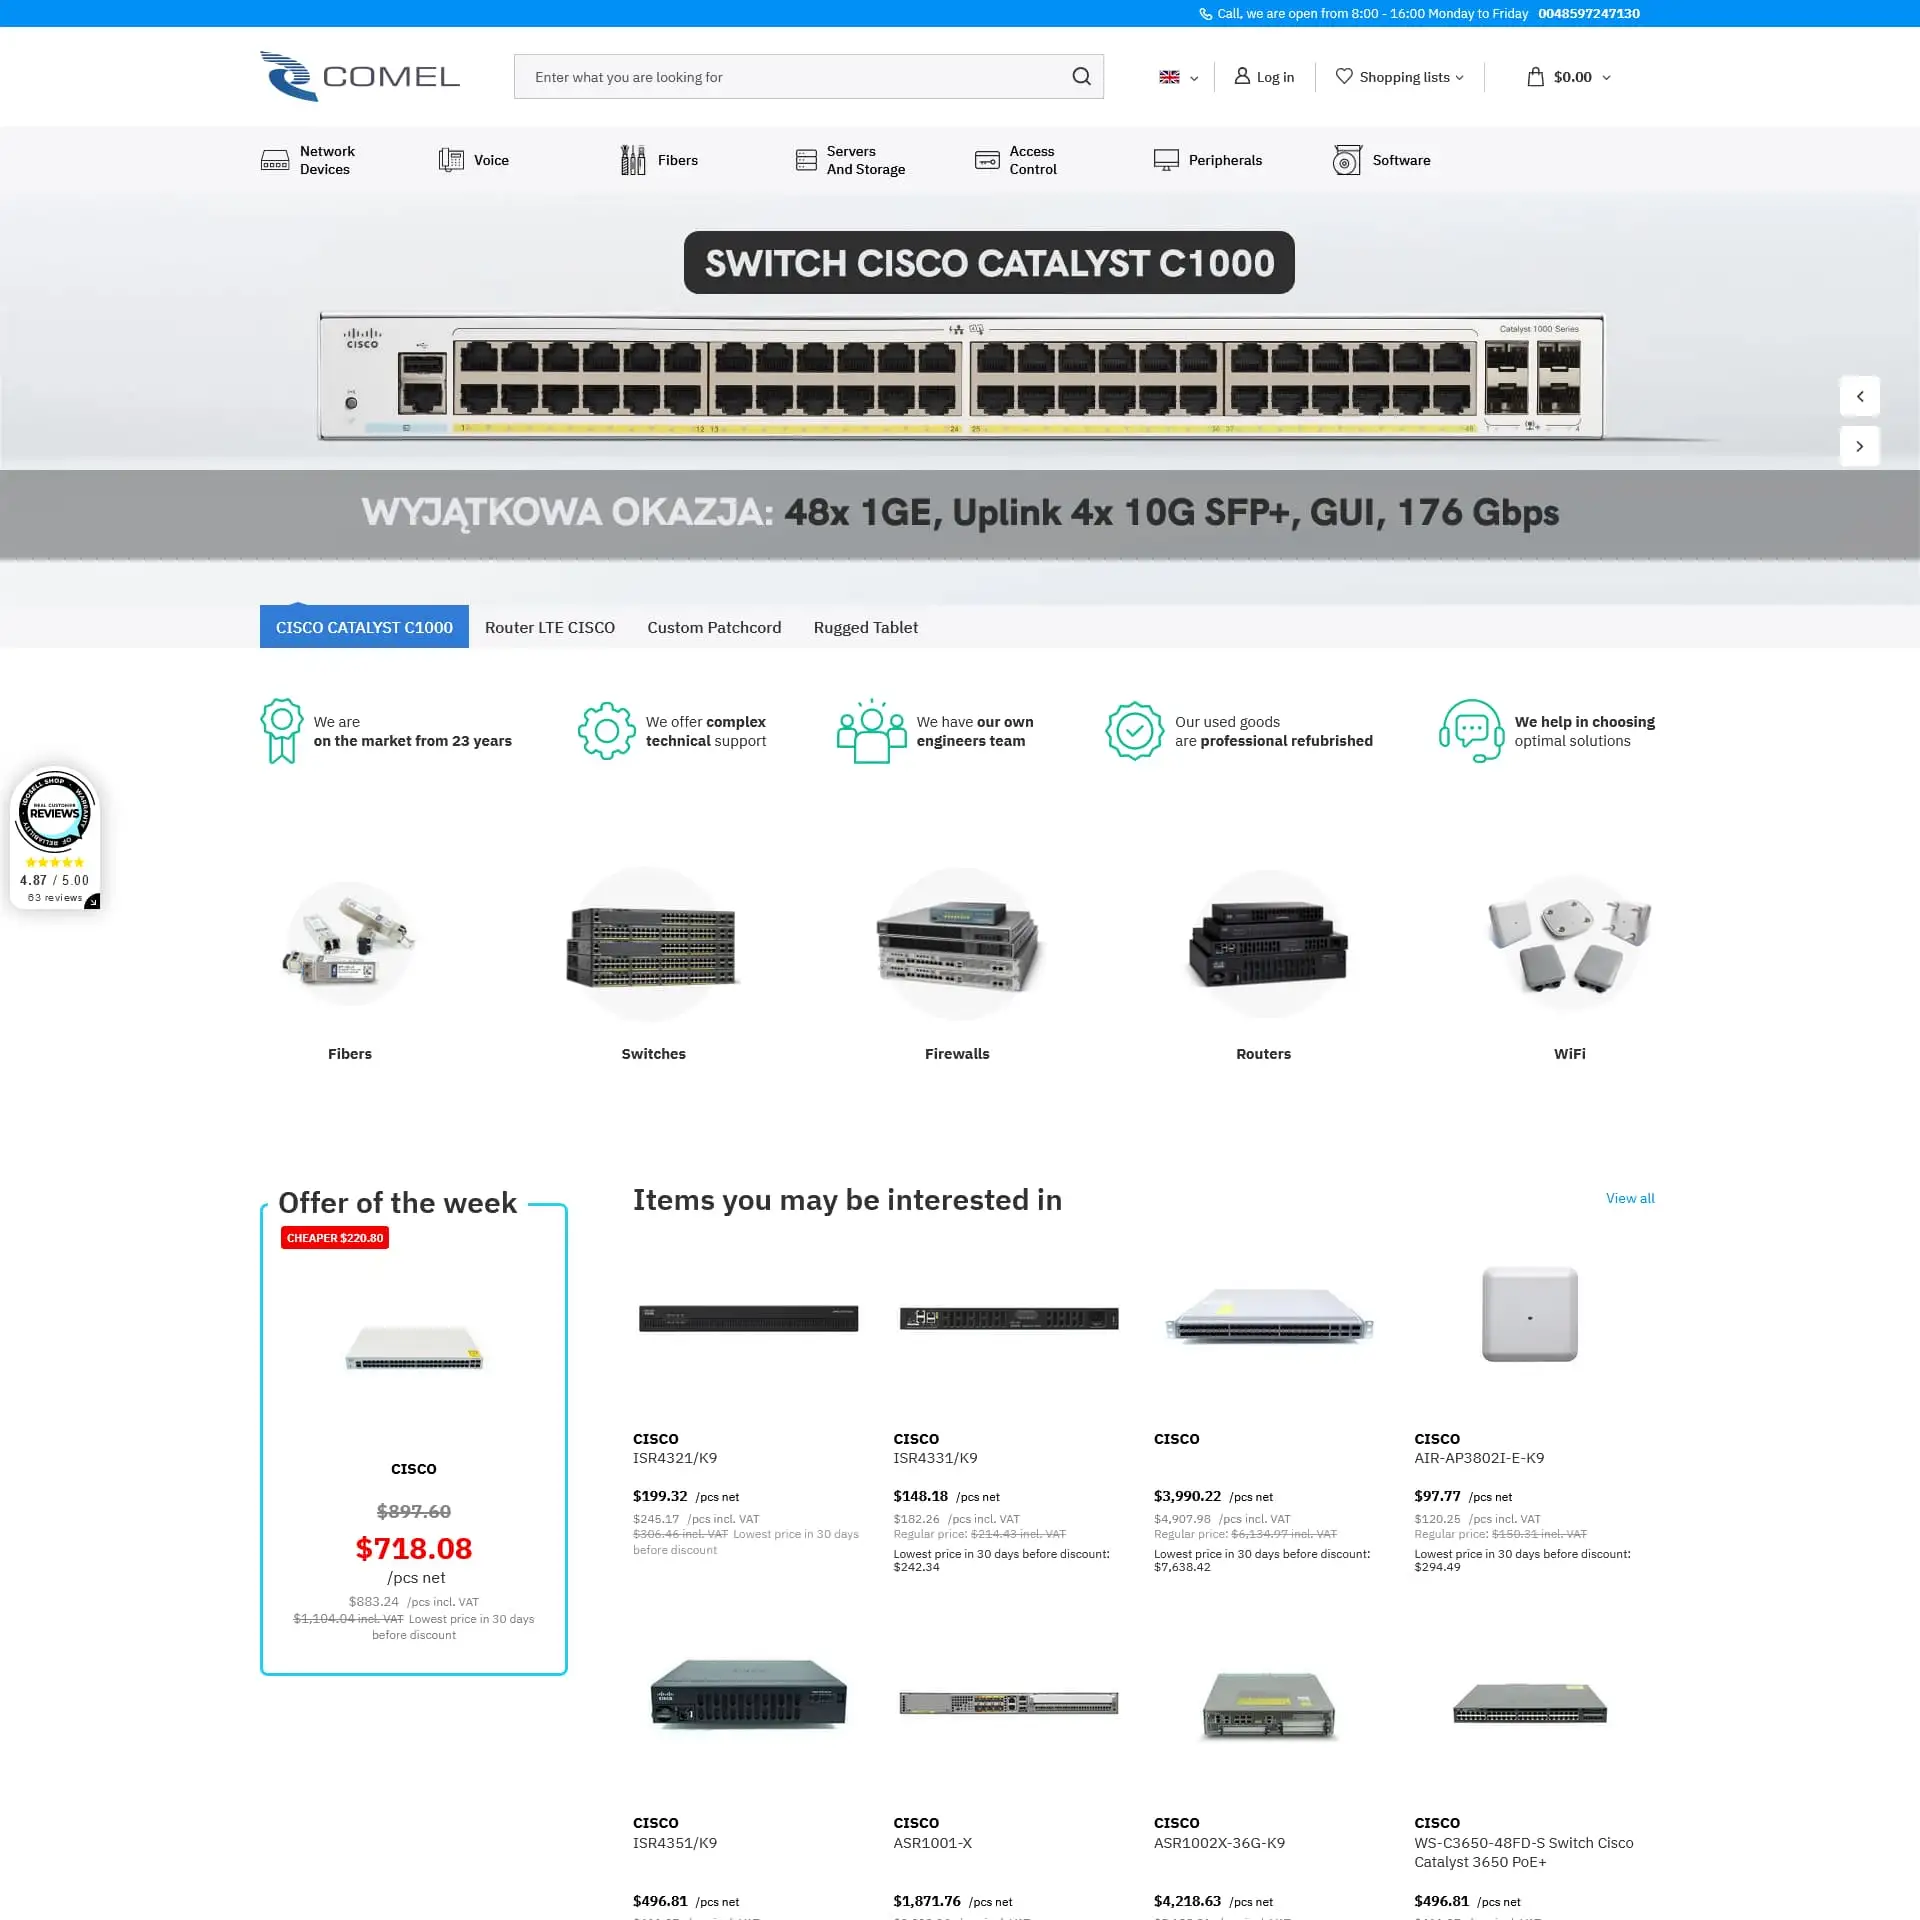 Call, we are open from 8:00 - 16:00 Monday to Friday 0048597247130
COMEL
Enter what you are looking for
Log in
Shopping lists
$0.00
Network
Devices
Voice
Fibers
Servers
And Storage
Access
Control
Peripherals
Software
SWITCH CISCO CATALYST C1000
CISCO
Catalyst 1000 Series
12 13
24
25
36 37
48
WYJĄTKOWA OKAZJA: 48x 1GE, Uplink 4x 10G SFP+, GUI, 176 Gbps
CISCO CATALYST C1000
Router LTE CISCO
Custom Patchcord
Rugged Tablet
We are
on the market from 23 years
We offer complex
technical support
We have our own
engineers team
Our used goods
are professional refubrished
We help in choosing
optimal solutions
IDOSELL SHOP
WARRANTY OF RELIABILITY
REAL CUSTOMER
REVIEWS
4.87 / 5.00
63 reviews
Fibers
Switches
Firewalls
Routers
WiFi
Offer of the week
CHEAPER $220.80
CISCO
$897.60
$718.08
/pcs net
$883.24 /pcs incl. VAT
$1,104.04 incl. VAT Lowest price in 30 days
before discount
Items you may be interested in
View all
CISCO
ISR4321/K9
$199.32 /pcs net
$245.17 /pcs incl. VAT
$306.46 incl. VAT Lowest price in 30 days
before discount
CISCO
ISR4331/K9
$148.18 /pcs net
$182.26 /pcs incl. VAT
Regular price: $214.43 incl. VAT
Lowest price in 30 days before discount:
$242.34
CISCO
$3,990.22 /pcs net
$4,907.98 /pcs incl. VAT
Regular price: $6,134.97 incl. VAT
Lowest price in 30 days before discount:
$7,638.42
CISCO
AIR-AP3802I-E-K9
$97.77 /pcs net
$120.25 /pcs incl. VAT
Regular price: $150.31 incl. VAT
Lowest price in 30 days before discount:
$294.49
CISCO
ISR4351/K9
$496.81 /pcs net
CISCO
ASR1001-X
$1,871.76 /pcs net
CISCO
ASR1002X-36G-K9
$4,218.63 /pcs net
CISCO
WS-C3650-48FD-S Switch Cisco
Catalyst 3650 PoE+
$496.81 /pcs net